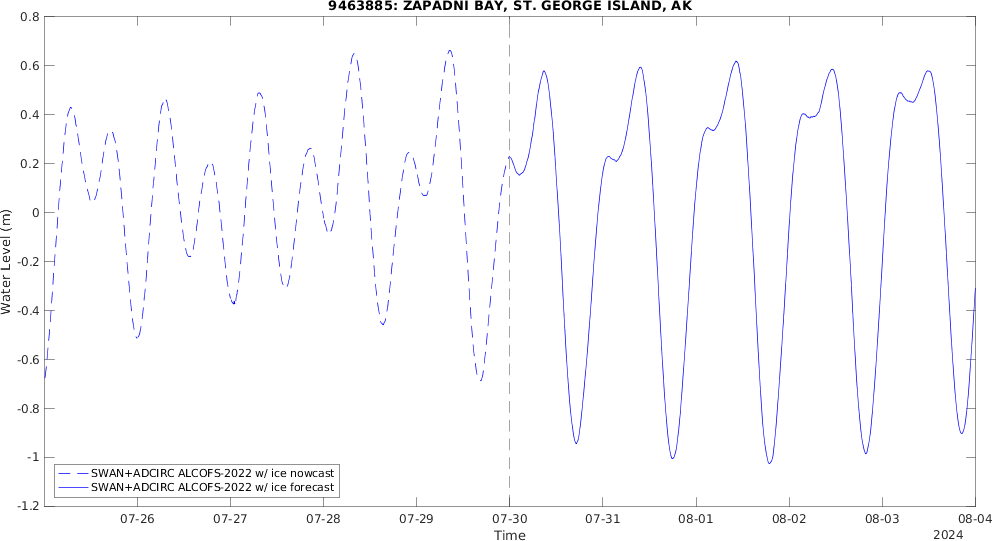 9463885: ZAPADNI BAY, ST. GEORGE ISLAND, AK
0.8
0.6
0.4
0.2
0
-0.2
-0.4
-0.6
-0.8
-1
-1.2
Water Level (m)
SWAN+ADCIRC ALCOFS-2022 w/ ice nowcast
SWAN+ADCIRC ALCOFS-2022 w/ ice forecast
07-26 07-27 07-28 07-29 07-30 07-31 08-01 08-02 08-03 08-04
Time
2024